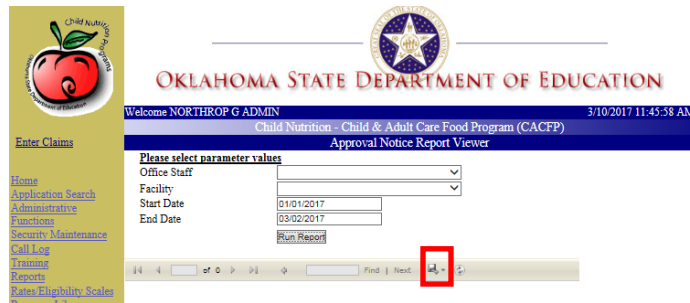 Child Nutrition Programs
Oklahoma State Department of Education
OKLAHOMA STATE DEPARTMENT OF EDUCATION
Welcome NORTHROP G ADMIN 3/10/2017 11:45:58 AM
Child Nutrition - Child & Adult Care Food Program (CACFP)
Enter Claims
Approval Notice Report Viewer
Please select parameter values
Office Staff
Facility
Start Date 01/01/2017
End Date 03/02/2017
Run Report
of 0 Find | Next
Home
Application Search
Administrative
Functions
Security Maintenance
Call Log
Training
Reports
Rates/Eligibility Scales